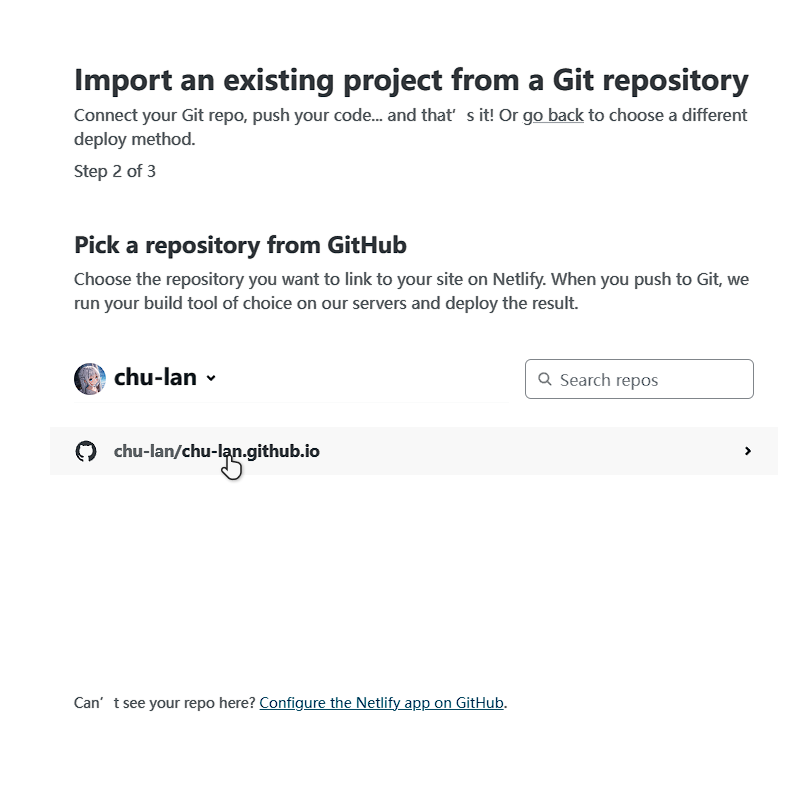 Import an existing project from a Git repository
Connect your Git repo, push your code... and that’s it! Or go back to choose a different
deploy method.
Step 2 of 3
Pick a repository from GitHub
Choose the repository you want to link to your site on Netlify. When you push to Git, we
run your build tool of choice on our servers and deploy the result.
chu-lan
Search repos
chu-lan/chu-lan.github.io
Can’t see your repo here? Configure the Netlify app on GitHub.